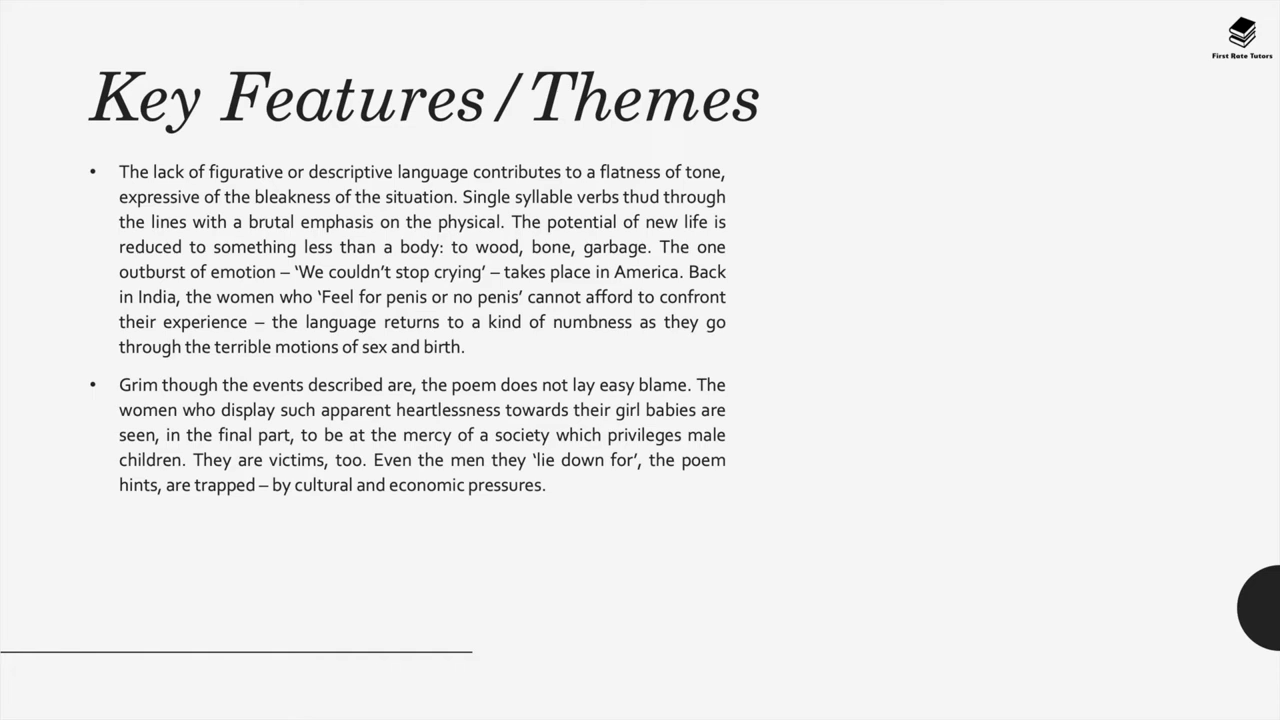 First Rate Tutors
Key Features/Themes
• The lack of figurative or descriptive language contributes to a flatness of tone,
expressive of the bleakness of the situation. Single syllable verbs thud through
the lines with a brutal emphasis on the physical. The potential of new life is
reduced to something less than a body: to wood, bone, garbage. The one
outburst of emotion – ‘We couldn’t stop crying’ – takes place in America. Back
in India, the women who ‘Feel for penis or no penis’ cannot afford to confront
their experience – the language returns to a kind of numbness as they go
through the terrible motions of sex and birth.
• Grim though the events described are, the poem does not lay easy blame. The
women who display such apparent heartlessness towards their girl babies are
seen, in the final part, to be at the mercy of a society which privileges male
children. They are victims, too. Even the men they ‘lie down for’, the poem
hints, are trapped – by cultural and economic pressures.